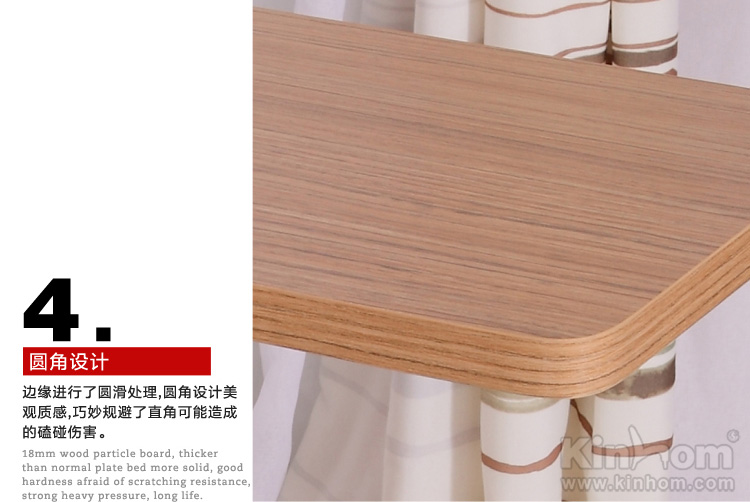 4.
圆角设计
边缘进行了圆滑处理,圆角设计美
观质感,巧妙规避了直角可能造成
的磕碰伤害。
18mm wood particle board, thicker
than normal plate bed more solid, good
hardness afraid of scratching resistance,
strong heavy pressure, long life.
Kinhom
www.kinhom.com